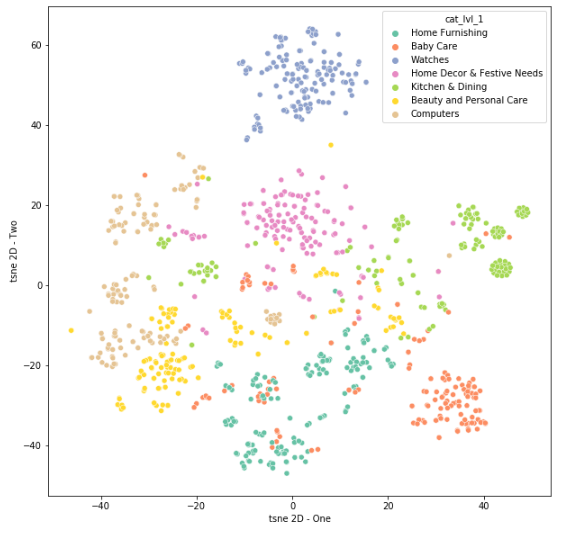 cat_lvl_1
Home Furnishing
Baby Care
Watches
Home Decor & Festive Needs
Kitchen & Dining
Beauty and Personal Care
Computers
60
40
20
0
−20
−40
tsne 2D - Two
−40
−20
0
20
40
tsne 2D - One